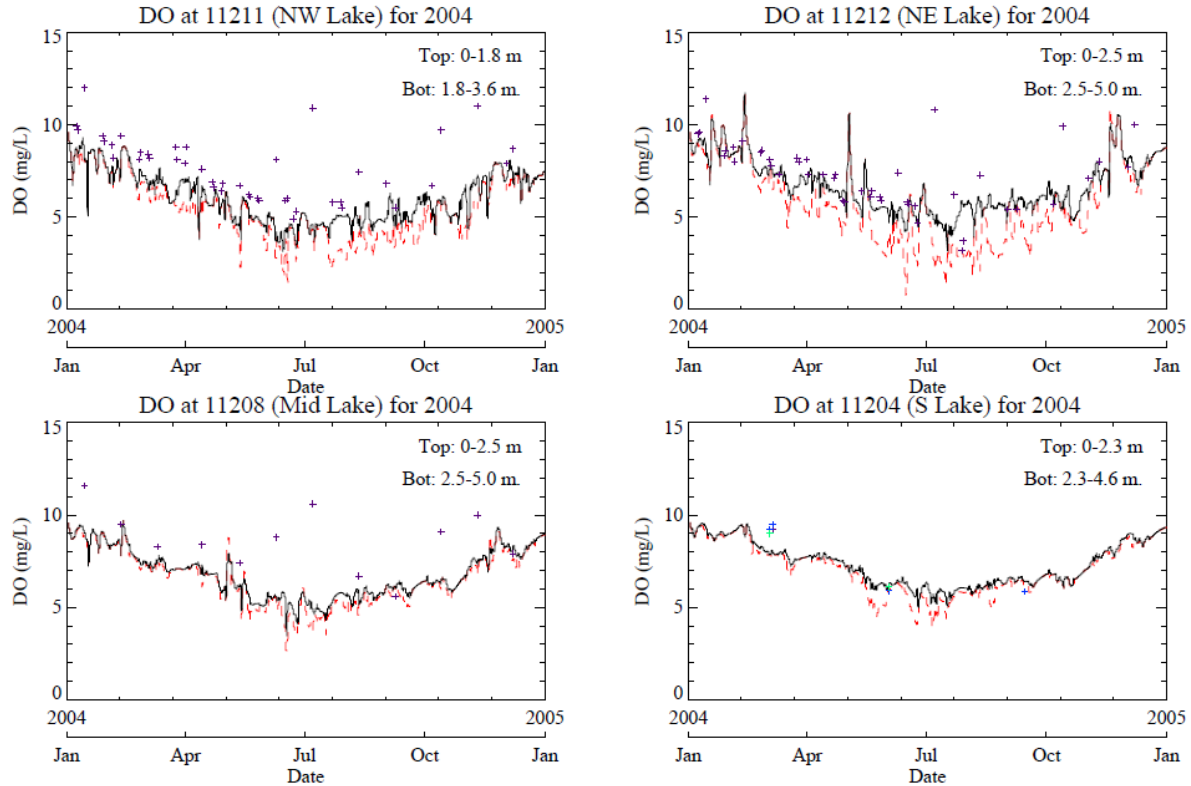 DO at 11211 (NW Lake) for 2004
15
Top: 0-1.8 m
Bot: 1.8-3.6 m.
10
DO (mg/L)
5
0
2004 2005
Jan Apr Jul Oct Jan
Date
DO at 11212 (NE Lake) for 2004
15
Top: 0-2.5 m
Bot: 2.5-5.0 m.
10
DO (mg/L)
5
0
2004 2005
Jan Apr Jul Oct Jan
Date
DO at 11208 (Mid Lake) for 2004
15
Top: 0-2.5 m
Bot: 2.5-5.0 m.
10
DO (mg/L)
5
0
2004 2005
Jan Apr Jul Oct Jan
Date
DO at 11204 (S Lake) for 2004
15
Top: 0-2.3 m
Bot: 2.3-4.6 m.
10
DO (mg/L)
5
0
2004 2005
Jan Apr Jul Oct Jan
Date